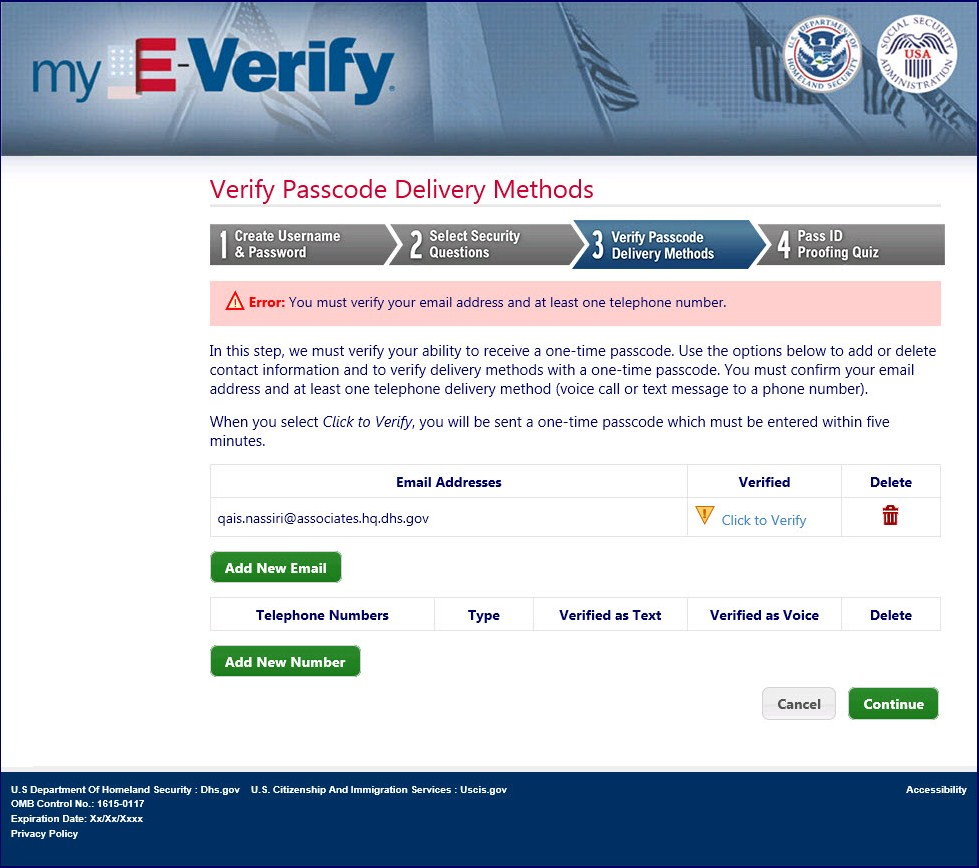 my E-Verify.
U.S. DEPARTMENT OF HOMELAND SECURITY
SOCIAL SECURITY ADMINISTRATION
USA
Verify Passcode Delivery Methods
1 Create Username & Password
2 Select Security Questions
3 Verify Passcode Delivery Methods
4 Pass ID Proofing Quiz
Error: You must verify your email address and at least one telephone number.
In this step, we must verify your ability to receive a one-time passcode. Use the options below to add or delete
contact information and to verify delivery methods with a one-time passcode. You must confirm your email
address and at least one telephone delivery method (voice call or text message to a phone number).
When you select Click to Verify, you will be sent a one-time passcode which must be entered within five
minutes.
Email Addresses Verified Delete
qais.nassiri@associates.hq.dhs.gov Click to Verify
Add New Email
Telephone Numbers Type Verified as Text Verified as Voice Delete
Add New Number
Cancel Continue
U.S Department Of Homeland Security : Dhs.gov U.S. Citizenship And Immigration Services : Uscis.gov Accessibility
OMB Control No.: 1615-0117
Expiration Date: Xx/Xx/Xxxx
Privacy Policy